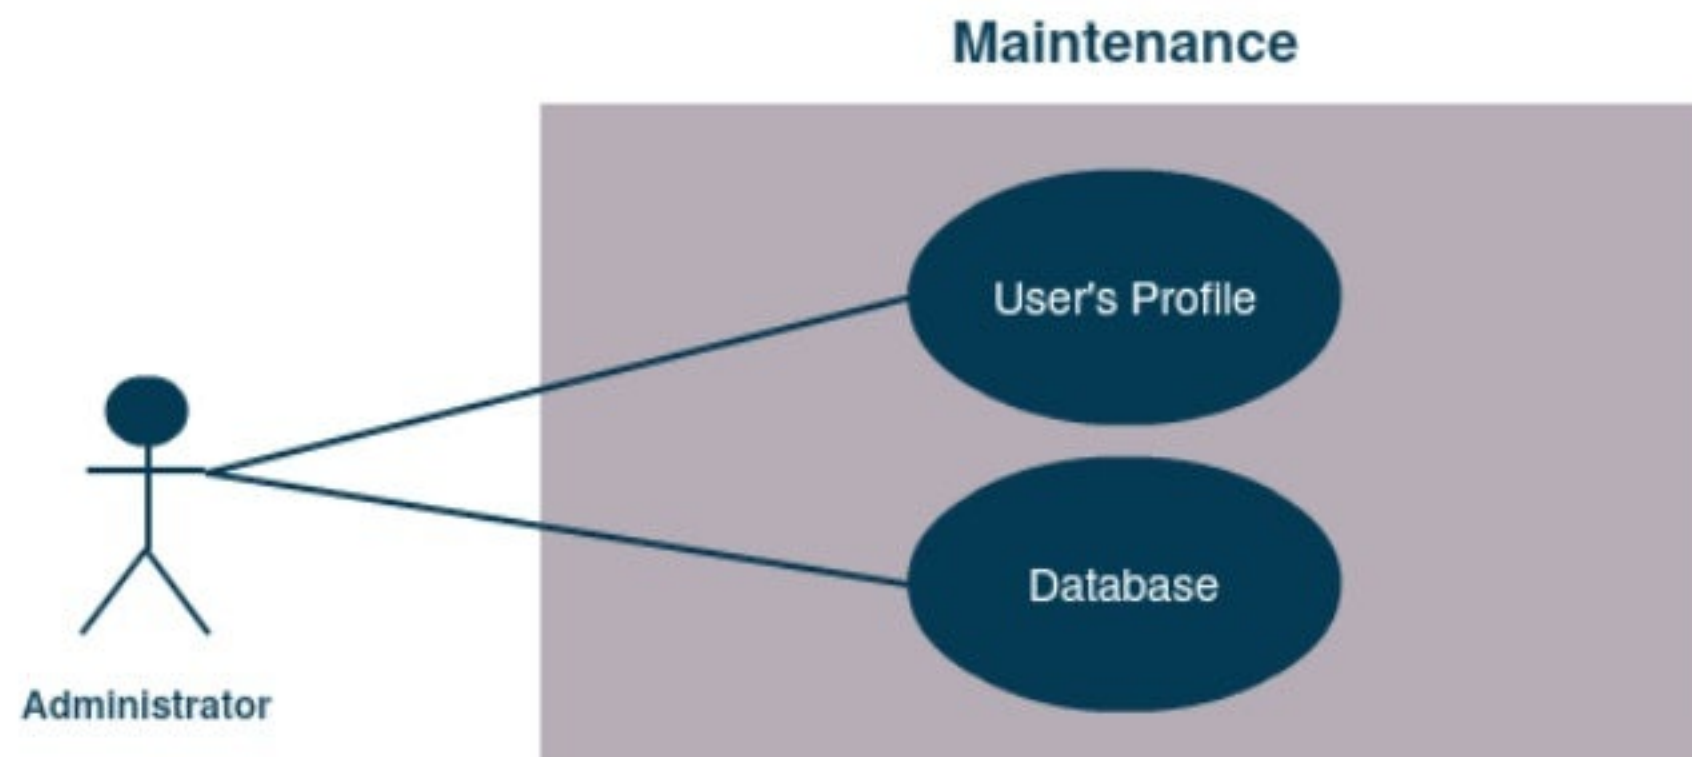 Maintenance
User's Profile
Database
Administrator